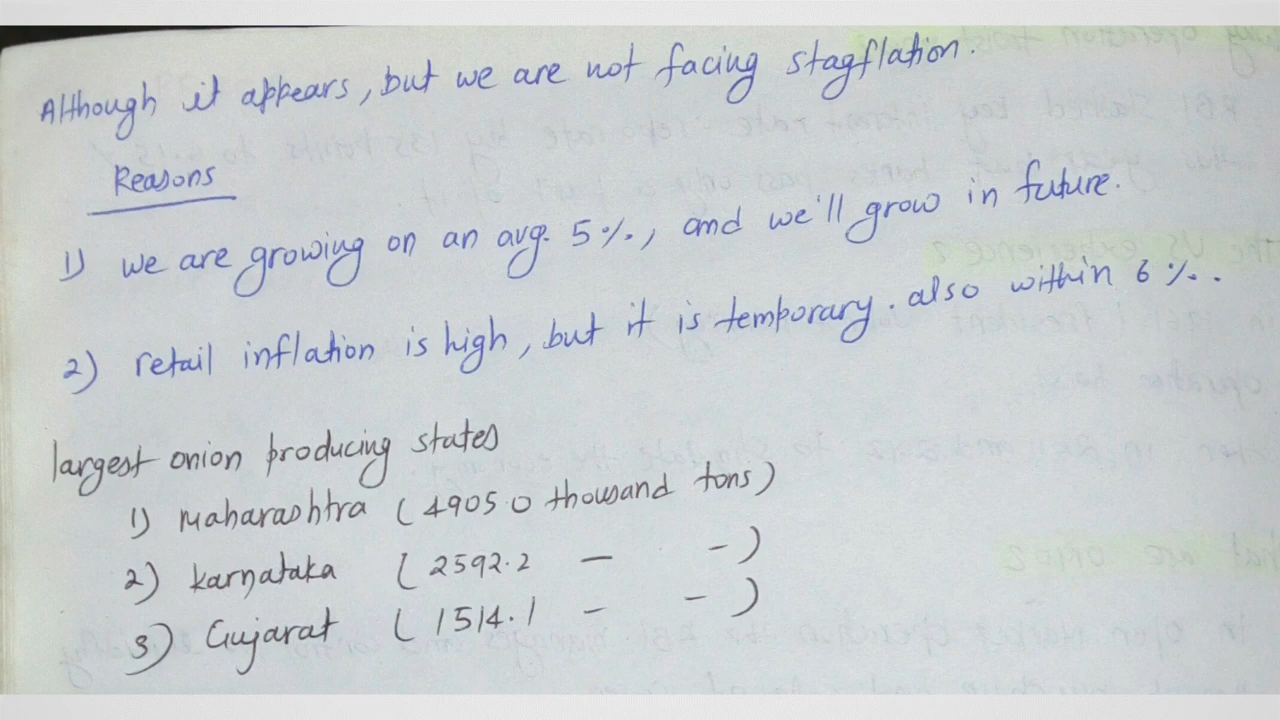 Although it appears, but we are not facing stagflation.
Reasons
1) we are growing on an avg. 5%., and we'll grow in future.
2) retail inflation is high, but it is temporary. also within 6%.
largest onion producing states
1) Maharashtra (4905.0 thousand tons)
2) Karnataka (2592.2 — -)
3) Gujarat (1514.1 - - )